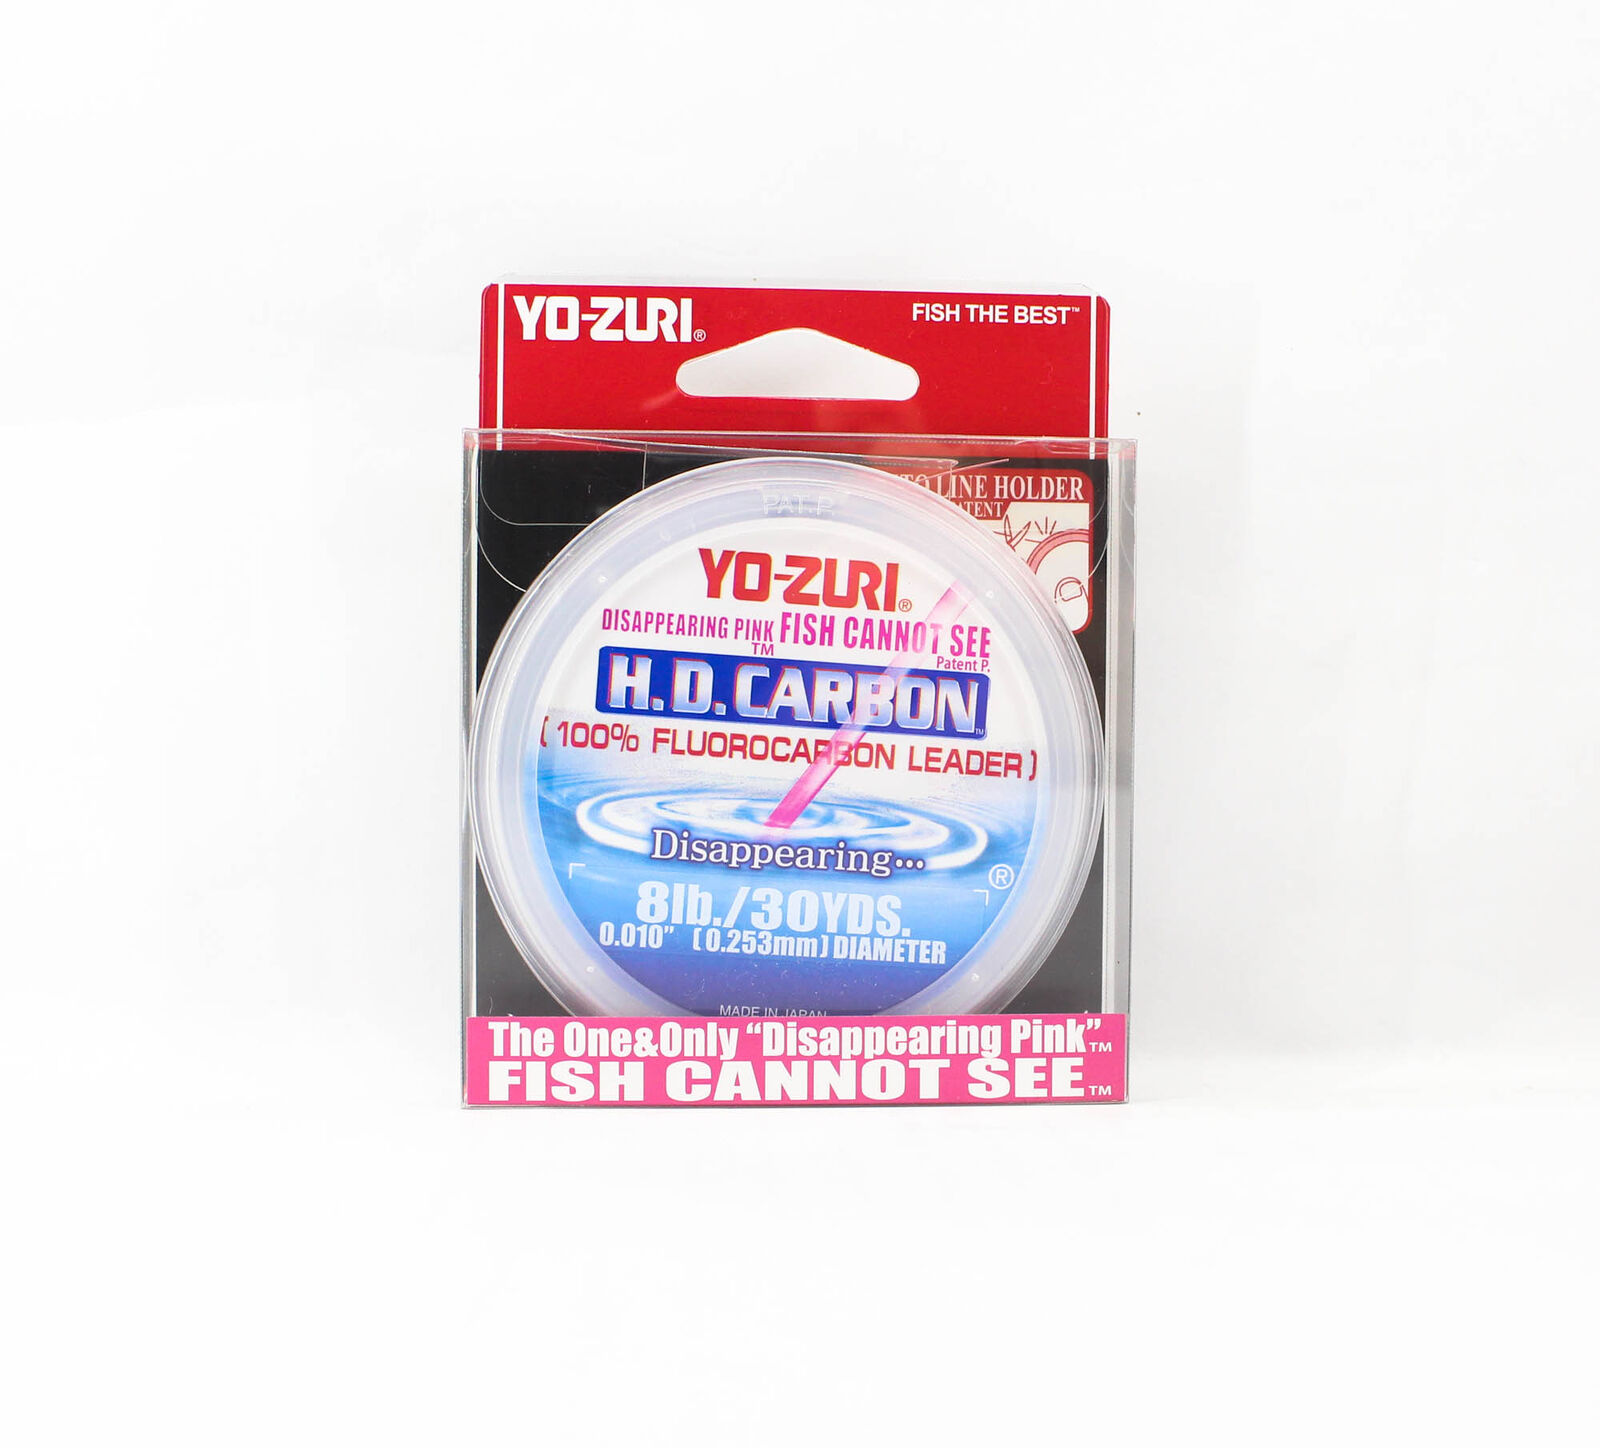 YO-ZURI®
FISH THE BEST™
LINE HOLDER
PAT.P.
YO-ZURI®
DISAPPEARING PINK™ FISH CANNOT SEE
Patent P.
H.D.CARBON™
(100% FLUOROCARBON LEADER)
Disappearing...
®
8lb./30YDS.
0.010" (0.253mm) DIAMETER
MADE IN JAPAN
The One&Only “Disappearing Pink”™
FISH CANNOT SEE™